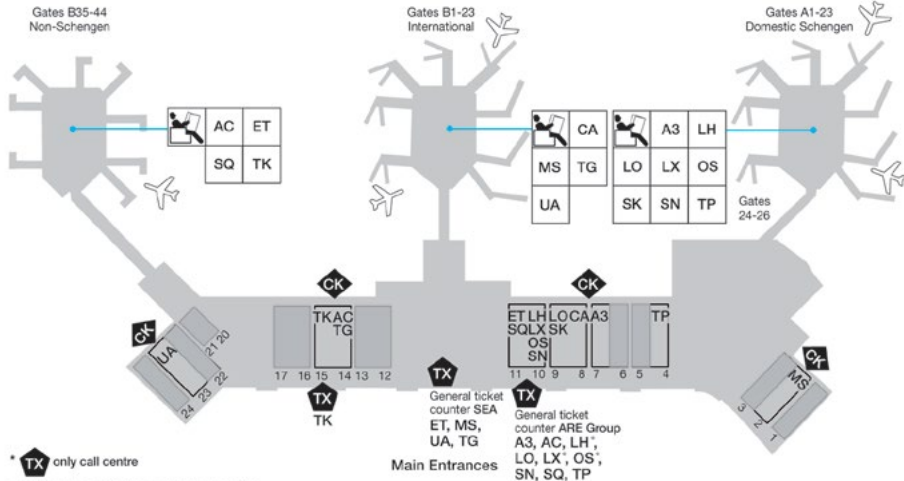 Gates B35-44
Non-Schengen
Gates B1-23
International
Gates A1-23
Domestic Schengen
AC ET
SQ TK
CA
MS TG
UA
A3 LH
LO LX OS
SK SN TP
Gates
24-26
CK
CK
CK
CK
UA
TK AC
TG
ET LH LO CA A3 TP
SQ LX SK
OS
SN
MS
24 23 22 21 20
17 16 15 14 13 12
11 10 9 8 7 6 5 4
3 2 1
TX
TK
TX
General ticket
counter SEA
ET, MS,
UA, TG
TX
General ticket
counter ARE Group
A3, AC, LH*,
LO, LX*, OS*,
SN, SQ, TP
Main Entrances
* TX only call centre